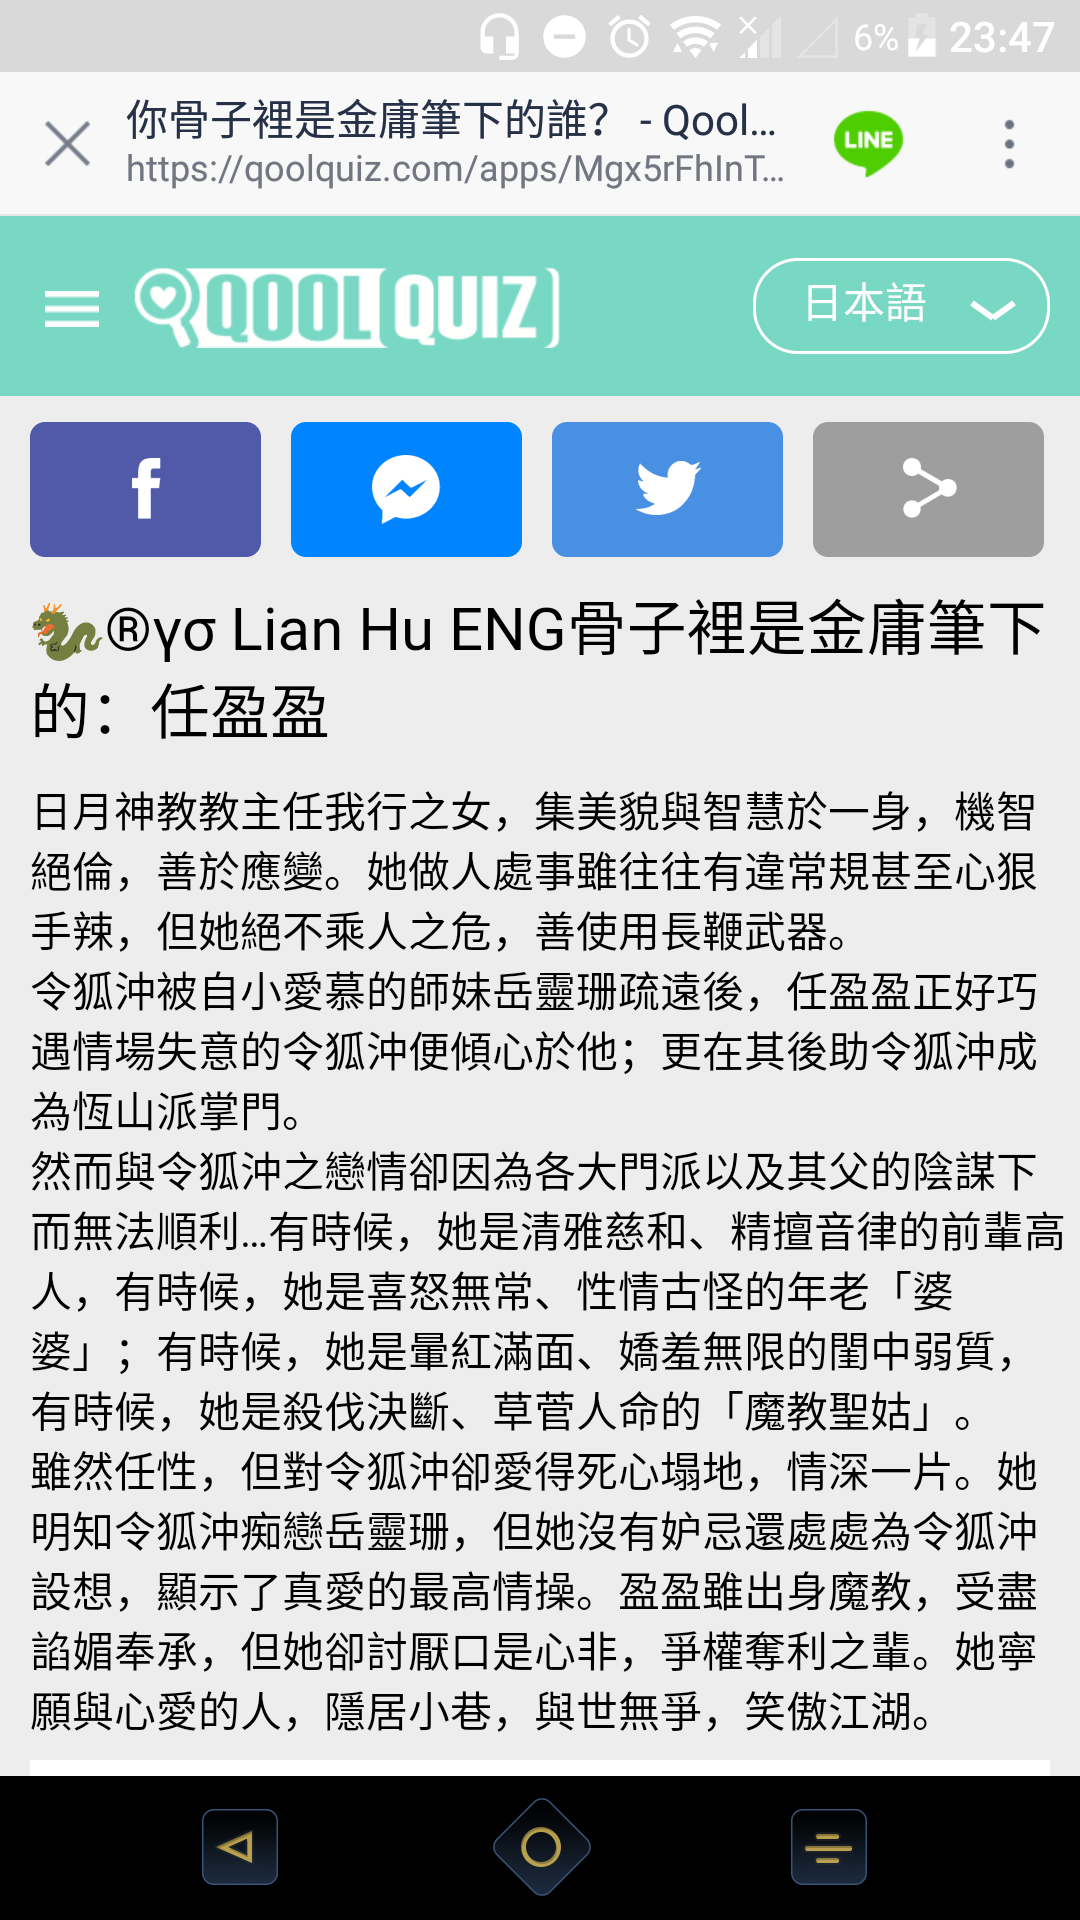 6% 23:47
你骨子裡是金庸筆下的誰？ - Qool...
https://qoolquiz.com/apps/Mgx5rFhInT...
LINE
QOOL QUIZ
日本語
🐉®γσ Lian Hu ENG骨子裡是金庸筆下
的：任盈盈
日月神教教主任我行之女，集美貌與智慧於一身，機智
絕倫，善於應變。她做人處事雖往往有違常規甚至心狠
手辣，但她絕不乘人之危，善使用長鞭武器。
令狐沖被自小愛慕的師妹岳靈珊疏遠後，任盈盈正好巧
遇情場失意的令狐沖便傾心於他；更在其後助令狐沖成
為恆山派掌門。
然而與令狐沖之戀情卻因為各大門派以及其父的陰謀下
而無法順利...有時候，她是清雅慈和、精擅音律的前輩高
人，有時候，她是喜怒無常、性情古怪的年老「婆
婆」；有時候，她是暈紅滿面、嬌羞無限的閨中弱質，
有時候，她是殺伐決斷、草菅人命的「魔教聖姑」。
雖然任性，但對令狐沖卻愛得死心塌地，情深一片。她
明知令狐沖痴戀岳靈珊，但她沒有妒忌還處處為令狐沖
設想，顯示了真愛的最高情操。盈盈雖出身魔教，受盡
諂媚奉承，但她卻討厭口是心非，爭權奪利之輩。她寧
願與心愛的人，隱居小巷，與世無爭，笑傲江湖。